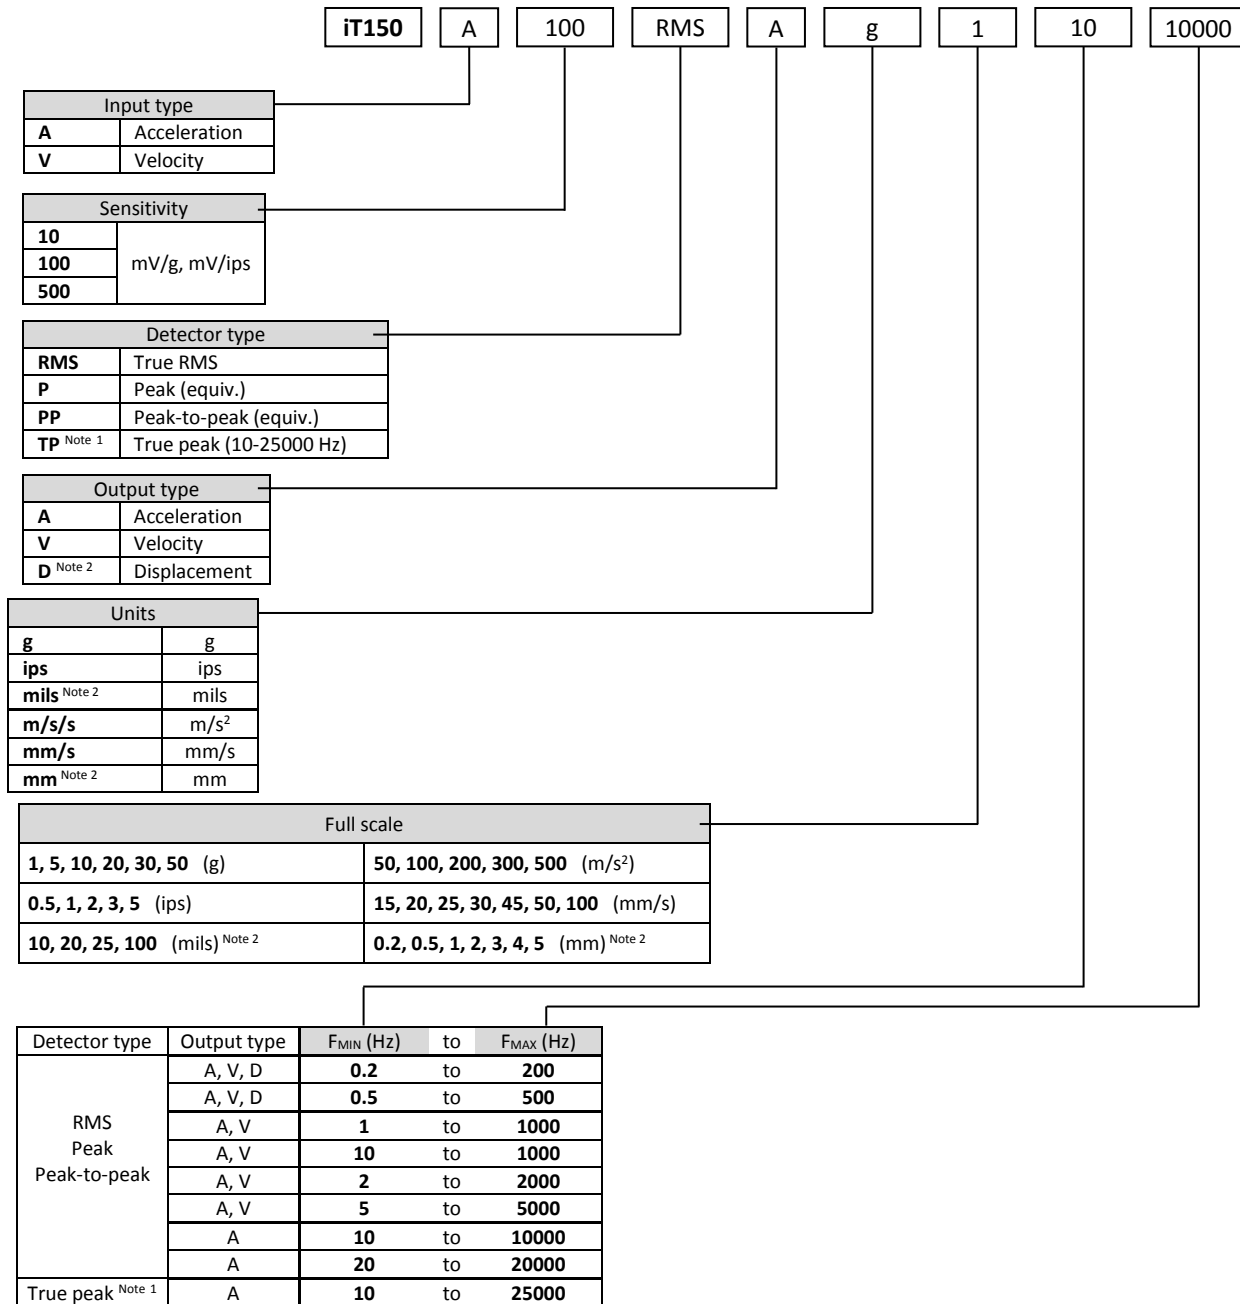 iT150 A 100 RMS A g 1 10 10000
Input type
A Acceleration
V Velocity
Sensitivity
10
100 mV/g, mV/ips
500
Detector type
RMS True RMS
P Peak (equiv.)
PP Peak-to-peak (equiv.)
TP Note 1 True peak (10-25000 Hz)
Output type
A Acceleration
V Velocity
D Note 2 Displacement
Units
g g
ips ips
mils Note 2 mils
m/s/s m/s²
mm/s mm/s
mm Note 2 mm
Full scale
1, 5, 10, 20, 30, 50 (g) 50, 100, 200, 300, 500 (m/s²)
0.5, 1, 2, 3, 5 (ips) 15, 20, 25, 30, 45, 50, 100 (mm/s)
10, 20, 25, 100 (mils) Note 2 0.2, 0.5, 1, 2, 3, 4, 5 (mm) Note 2
Detector type Output type FMIN (Hz) to FMAX (Hz)
A, V, D 0.2 to 200
A, V, D 0.5 to 500
RMS A, V 1 to 1000
Peak A, V 10 to 1000
Peak-to-peak A, V 2 to 2000
A, V 5 to 5000
A 10 to 10000
A 20 to 20000
True peak Note 1 A 10 to 25000